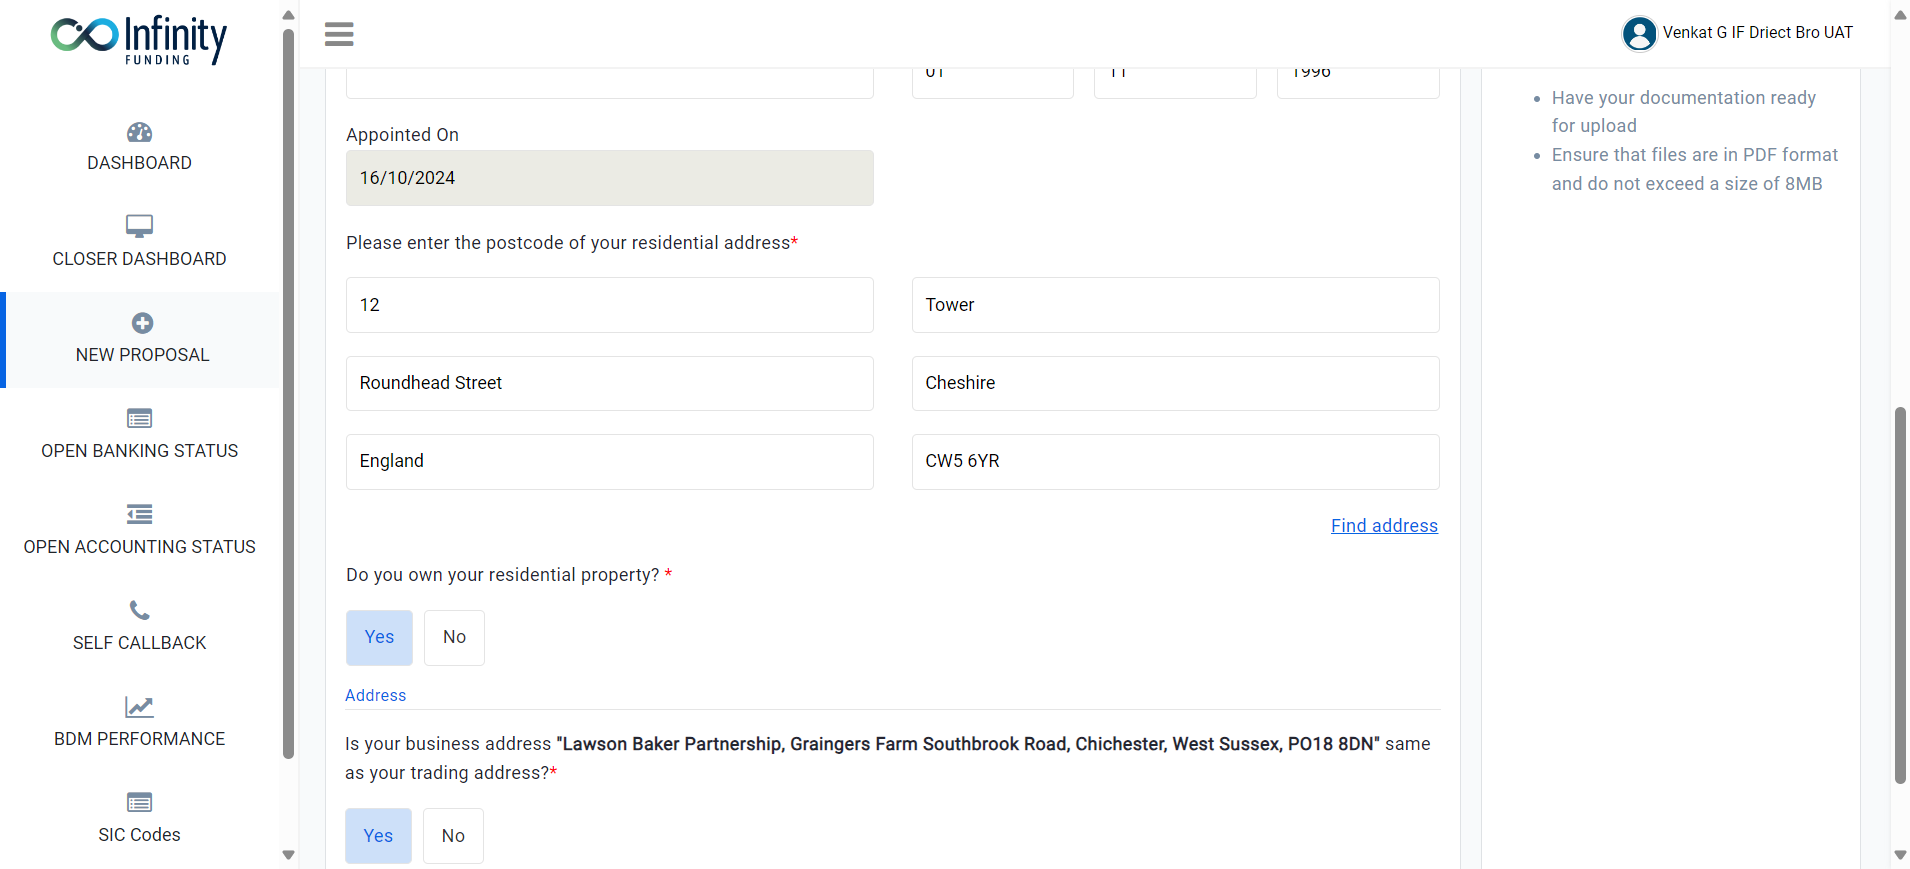 Infinity
FUNDING
Venkat G IF Driect Bro UAT
DASHBOARD
CLOSER DASHBOARD
NEW PROPOSAL
OPEN BANKING STATUS
OPEN ACCOUNTING STATUS
SELF CALLBACK
BDM PERFORMANCE
SIC Codes
01 11 1996
Appointed On
16/10/2024
Please enter the postcode of your residential address*
12 Tower
Roundhead Street Cheshire
England CW5 6YR
Find address
Do you own your residential property? *
Yes No
Address
Is your business address "Lawson Baker Partnership, Graingers Farm Southbrook Road, Chichester, West Sussex, PO18 8DN" same
as your trading address?*
Yes No
Have your documentation ready
for upload
Ensure that files are in PDF format
and do not exceed a size of 8MB